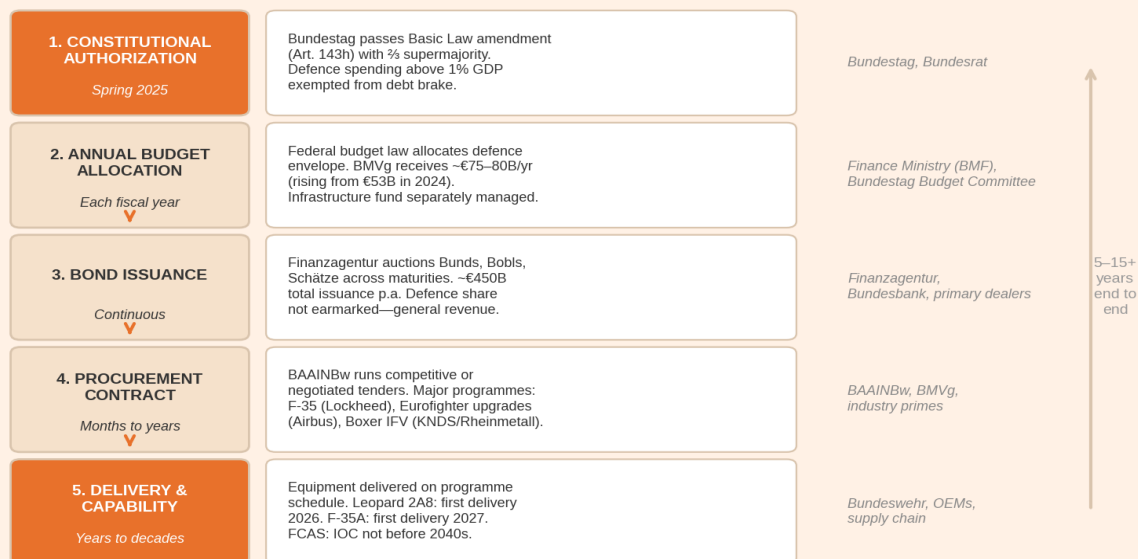 1. CONSTITUTIONAL
AUTHORIZATION
Spring 2025
Bundestag passes Basic Law amendment
(Art. 143h) with ⅔ supermajority.
Defence spending above 1% GDP
exempted from debt brake.
Bundestag, Bundesrat
2. ANNUAL BUDGET
ALLOCATION
Each fiscal year
Federal budget law allocates defence
envelope. BMVg receives ~€75–80B/yr
(rising from €53B in 2024).
Infrastructure fund separately managed.
Finance Ministry (BMF),
Bundestag Budget Committee
3. BOND ISSUANCE
Continuous
Finanzagentur auctions Bunds, Bobls,
Schätze across maturities. ~€450B
total issuance p.a. Defence share
not earmarked—general revenue.
Finanzagentur,
Bundesbank, primary dealers
5–15+
years
end to
end
4. PROCUREMENT
CONTRACT
Months to years
BAAINBw runs competitive or
negotiated tenders. Major programmes:
F-35 (Lockheed), Eurofighter upgrades
(Airbus), Boxer IFV (KNDS/Rheinmetall).
BAAINBw, BMVg,
industry primes
5. DELIVERY &
CAPABILITY
Years to decades
Equipment delivered on programme
schedule. Leopard 2A8: first delivery
2026. F-35A: first delivery 2027.
FCAS: IOC not before 2040s.
Bundeswehr, OEMs,
supply chain